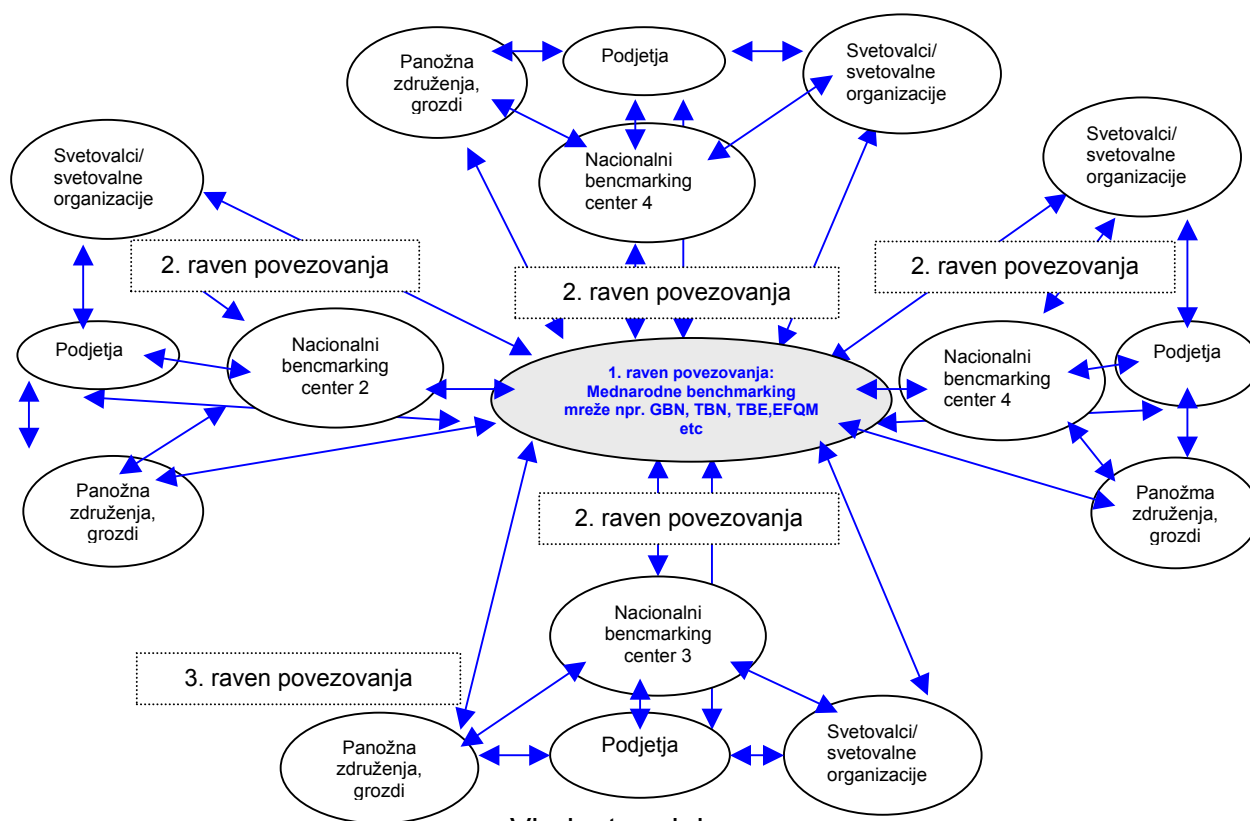 Panožna
združenja,
grozdi
Podjetja
Svetovalci/
svetovalne
organizacije
Nacionalni
bencmarking
center 4
Svetovalci/
svetovalne
organizacije
2. raven povezovanja
Podjetja
Nacionalni
bencmarking
center 2
Panožna
združenja,
grozdi
2. raven povezovanja
1. raven povezovanja:
Mednarodne benchmarking
mreže npr. GBN, TBN, TBE,EFQM
etc
Svetovalci/
svetovalne
organizacije
2. raven povezovanja
Nacionalni
bencmarking
center 4
Podjetja
Panožma
združenja,
grozdi
2. raven povezovanja
Nacionalni
bencmarking
center 3
3. raven povezovanja
Panožna
združenja,
grozdi
Podjetja
Svetovalci/
svetovalne
organizacije